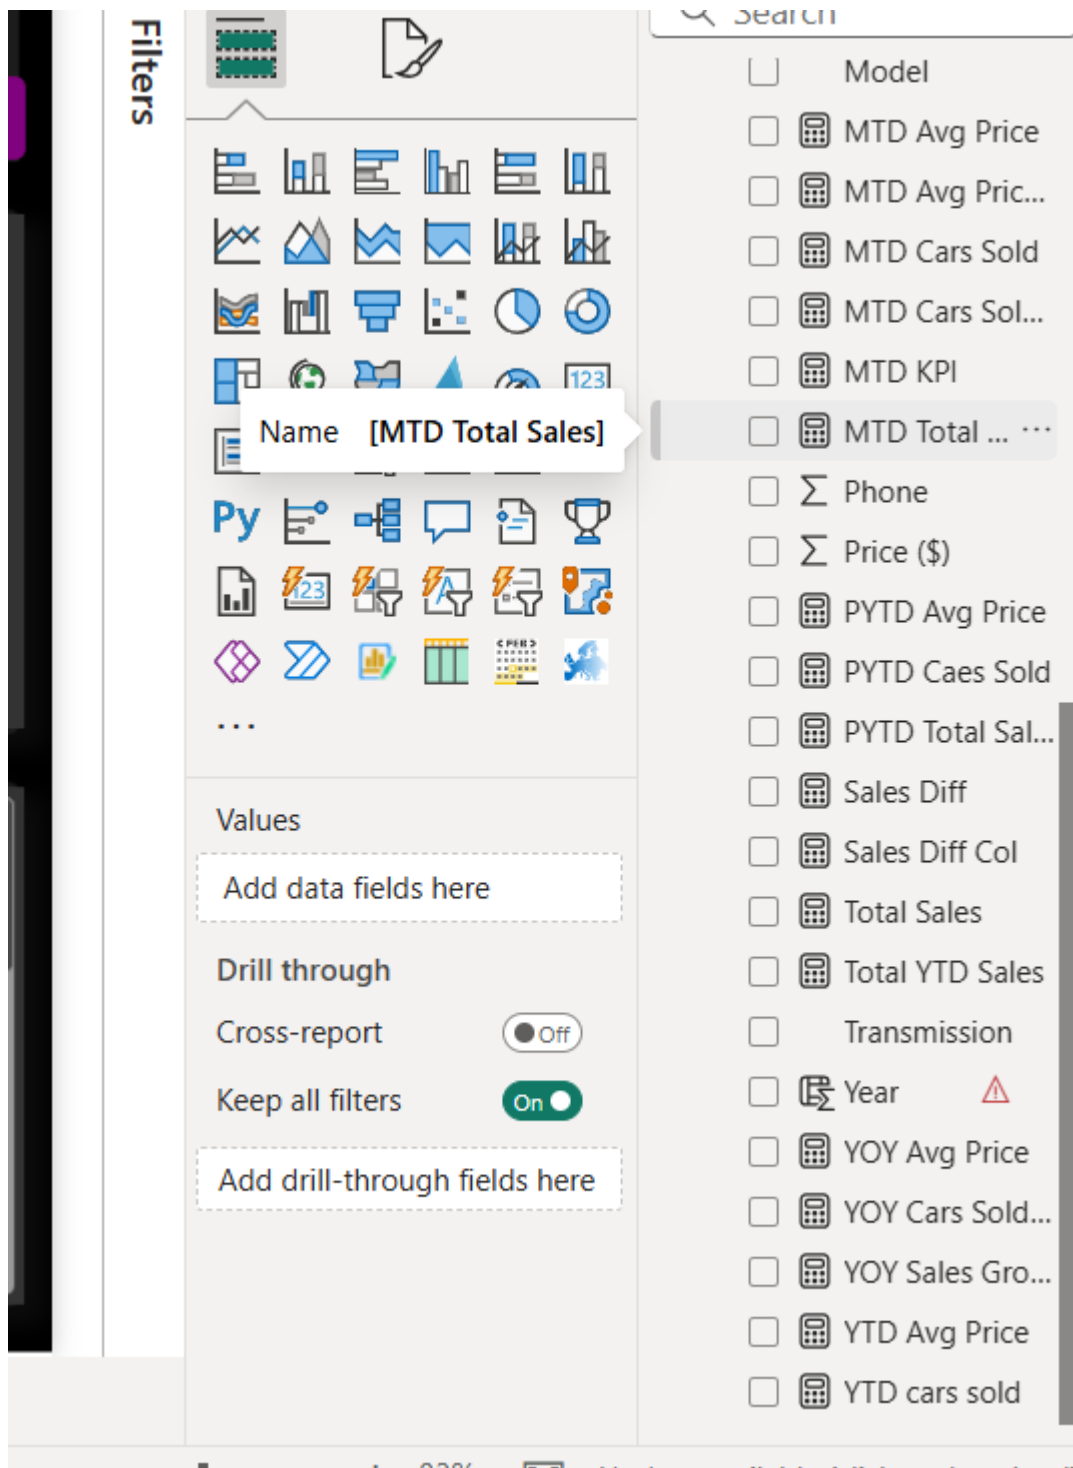 Filters
Search
Model
MTD Avg Price
MTD Avg Pric...
MTD Cars Sold
MTD Cars Sol...
MTD KPI
123
Name [MTD Total Sales]
MTD Total ... ...
Phone
Py
Price ($)
123
PYTD Avg Price
PYTD Caes Sold
PYTD Total Sal...
...
Sales Diff
Values
Sales Diff Col
Add data fields here
Total Sales
Drill through
Total YTD Sales
Cross-report
Off
Transmission
Keep all filters
On
Year
YOY Avg Price
Add drill-through fields here
YOY Cars Sold...
YOY Sales Gro...
YTD Avg Price
YTD cars sold